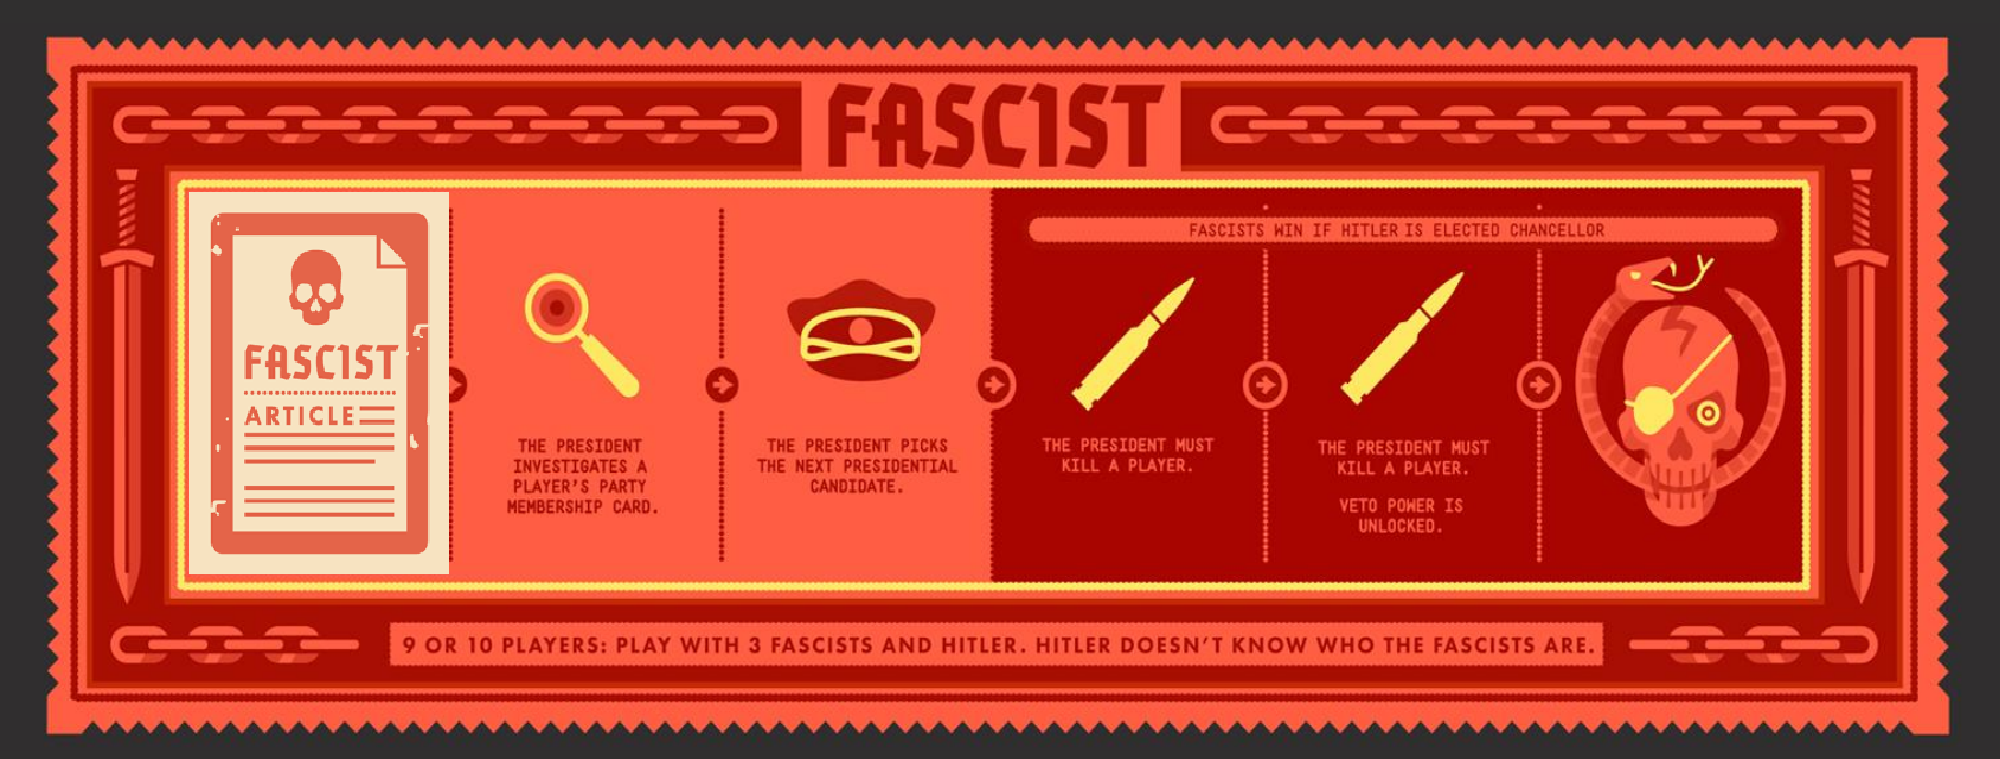 FASCIST
FASCISTS WIN IF HITLER IS ELECTED CHANCELLOR
FASCIST
ARTICLE
THE PRESIDENT
INVESTIGATES A
PLAYER'S PARTY
MEMBERSHIP CARD.
THE PRESIDENT PICKS
THE NEXT PRESIDENTIAL
CANDIDATE.
THE PRESIDENT MUST
KILL A PLAYER.
THE PRESIDENT MUST
KILL A PLAYER.
VETO POWER IS
UNLOCKED.
9 OR 10 PLAYERS: PLAY WITH 3 FASCISTS AND HITLER. HITLER DOESN'T KNOW WHO THE FASCISTS ARE.